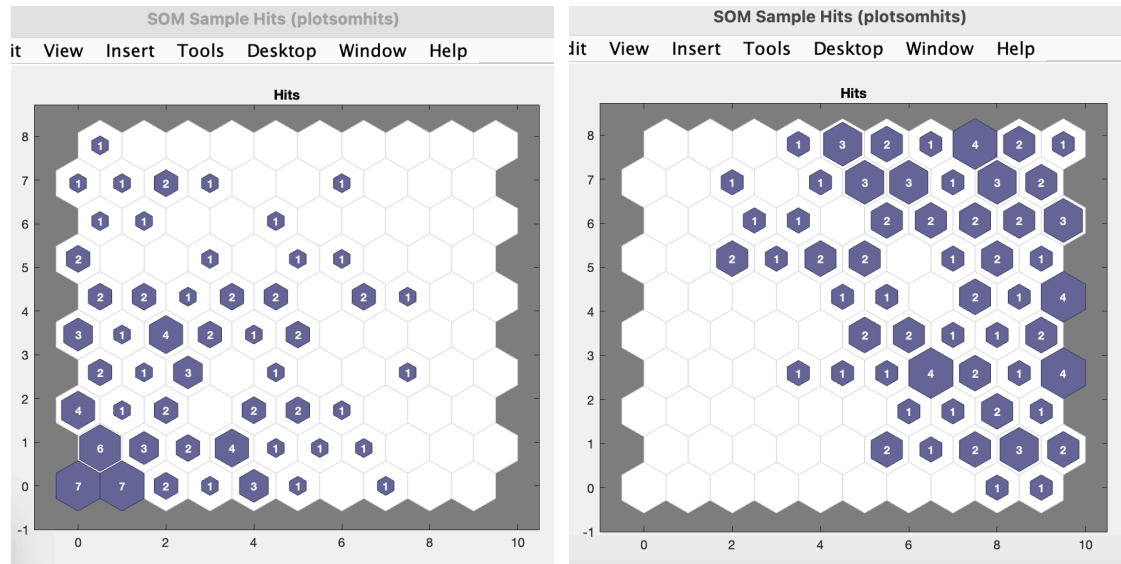 SOM Sample Hits (plotsomhits)
it View Insert Tools Desktop Window Help
Hits
8 1
7 1 1 2 1 1
6 1 1 1
5 2 1 1 1
4 2 2 1 2 2 2 1
3 1 4 2 1 2
3 2 1 3 1 1
2 4 1 2 2 2 1
1 6 3 2 4 1 1 1
0 7 7 2 1 3 1 1
-1
0 2 4 6 8 10
SOM Sample Hits (plotsomhits)
dit View Insert Tools Desktop Window Help
Hits
8 1 3 2 1 4 2 1
7 1 1 3 3 1 3 2
6 1 1 2 2 2 2 3
5 2 1 2 2 1 2 1
4 1 1 2 1 4
2 2 1 1 2
3 1 1 1 4 2 1 4
2 1 1 2 1
1 2 1 2 3 2
0 1 1
-1
0 2 4 6 8 10